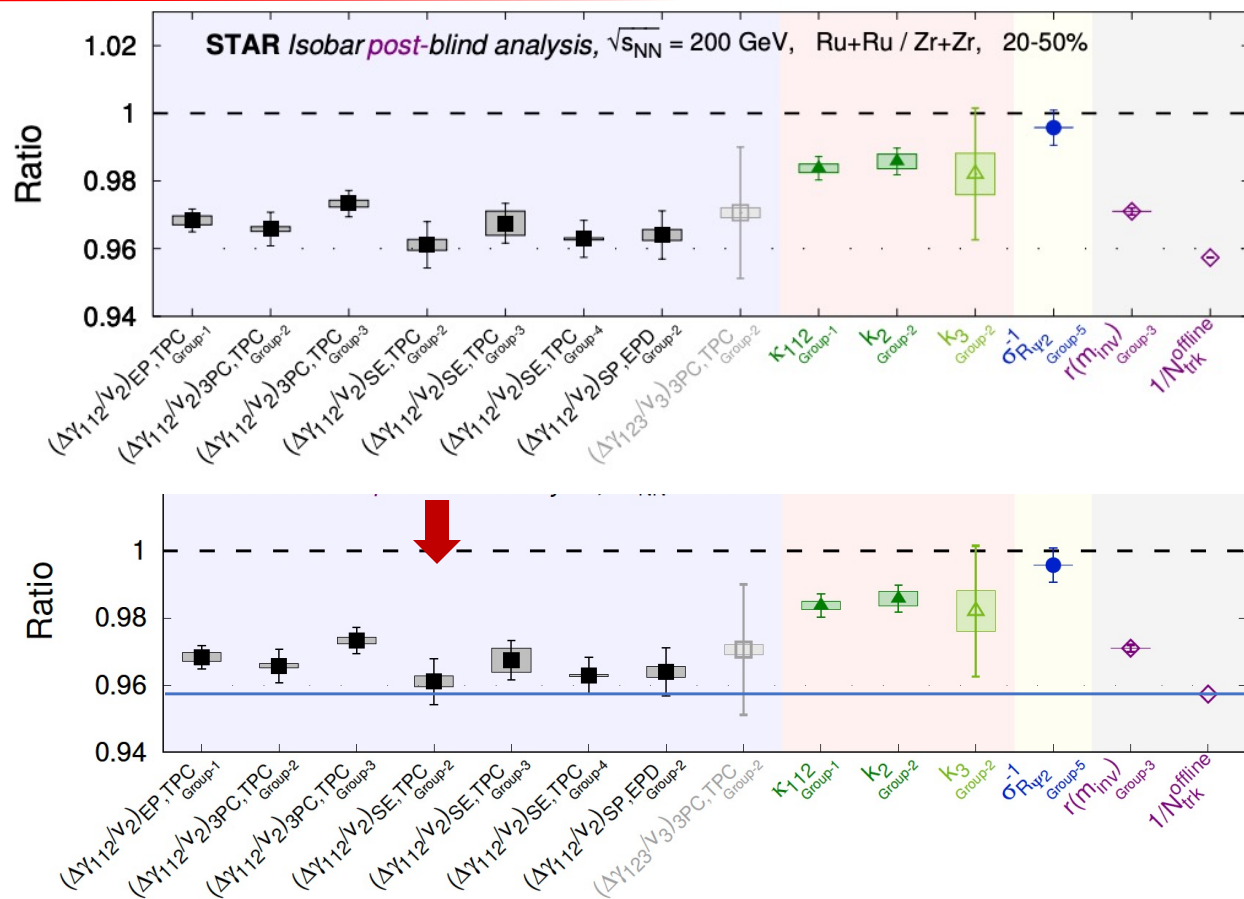 STAR Isobar post-blind analysis, √sNN = 200 GeV, Ru+Ru / Zr+Zr, 20-50%
Ratio
1.02
1
0.98
0.96
0.94
(Δγ112/v2)EP,TPC Group-1
(Δγ112/v2)3PC,TPC Group-2
(Δγ112/v2)3PC,TPC Group-3
(Δγ112/v2)SE,TPC Group-2
(Δγ112/v2)SE,TPC Group-3
(Δγ112/v2)SE,TPC Group-4
(Δγ112/v2)SP,EPD Group-2
(Δγ123/v3)3PC,TPC Group-2
κ112 Group-1
k2 Group-2
k3 Group-2
σ-1RΨ2 Group-5
r(minv) Group-3
1/Nofflinetrk
Ratio
1
0.98
0.96
0.94
(Δγ112/v2)EP,TPC Group-1
(Δγ112/v2)3PC,TPC Group-2
(Δγ112/v2)3PC,TPC Group-3
(Δγ112/v2)SE,TPC Group-2
(Δγ112/v2)SE,TPC Group-3
(Δγ112/v2)SE,TPC Group-4
(Δγ112/v2)SP,EPD Group-2
(Δγ123/v3)3PC,TPC Group-2
κ112 Group-1
k2 Group-2
k3 Group-2
σ-1RΨ2 Group-5
r(minv) Group-3
1/Nofflinetrk